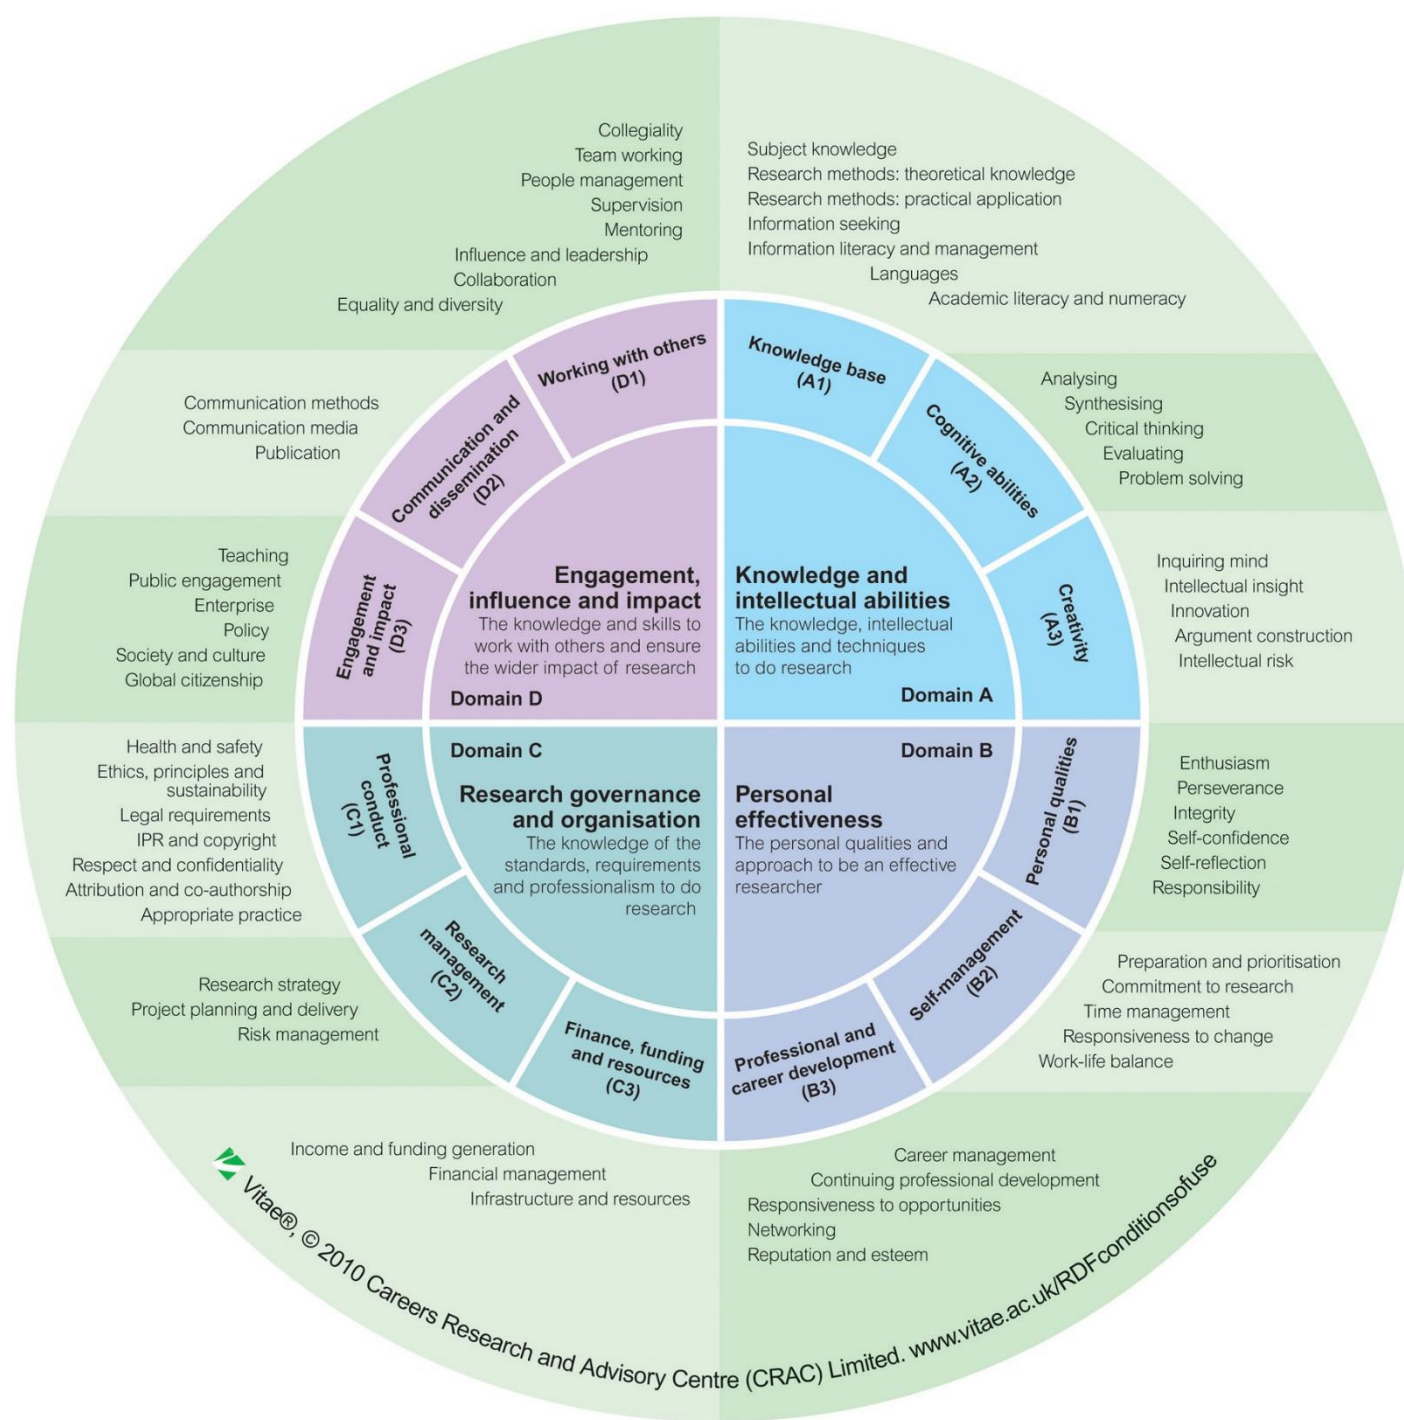 Collegiality
Team working
People management
Supervision
Mentoring
Influence and leadership
Collaboration
Equality and diversity
Subject knowledge
Research methods: theoretical knowledge
Research methods: practical application
Information seeking
Information literacy and management
Languages
Academic literacy and numeracy
Working with others
(D1)
Knowledge base
(A1)
Communication methods
Communication media
Publication
Communication and
dissemination
(D2)
Cognitive abilities
(A2)
Analysing
Synthesising
Critical thinking
Evaluating
Problem solving
Teaching
Public engagement
Enterprise
Policy
Society and culture
Global citizenship
Engagement
and impact
(D3)
Engagement,
influence and impact
The knowledge and skills to
work with others and ensure
the wider impact of research
Domain D
Knowledge and
intellectual abilities
The knowledge, intellectual
abilities and techniques
to do research
Domain A
Creativity
(A3)
Inquiring mind
Intellectual insight
Innovation
Argument construction
Intellectual risk
Health and safety
Ethics, principles and
sustainability
Legal requirements
IPR and copyright
Respect and confidentiality
Attribution and co-authorship
Appropriate practice
Professional
conduct
(C1)
Domain C
Research governance
and organisation
The knowledge of the
standards, requirements
and professionalism to do
research
Domain B
Personal
effectiveness
The personal qualities and
approach to be an effective
researcher
Personal qualities
(B1)
Enthusiasm
Perseverance
Integrity
Self-confidence
Self-reflection
Responsibility
Research strategy
Project planning and delivery
Risk management
Research
management
(C2)
Self-management
(B2)
Preparation and prioritisation
Commitment to research
Time management
Responsiveness to change
Work-life balance
Finance, funding
and resources
(C3)
Professional and
career development
(B3)
Income and funding generation
Financial management
Infrastructure and resources
Career management
Continuing professional development
Responsiveness to opportunities
Networking
Reputation and esteem
Vitae®, © 2010 Careers Research and Advisory Centre (CRAC) Limited. www.vitae.ac.uk/RDFconditionsofuse